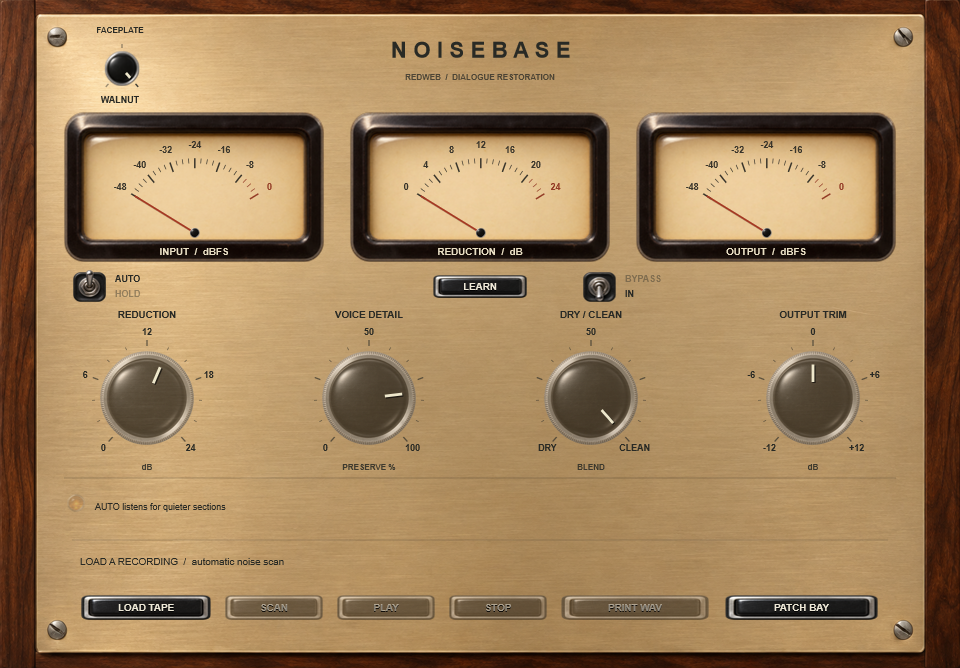 FACEPLATE
NOISEBASE
REDWEB / DIALOGUE RESTORATION
WALNUT
-48 -40 -32 -24 -16 -8 0
INPUT / dBFS
0 4 8 12 16 20 24
REDUCTION / dB
-48 -40 -32 -24 -16 -8 0
OUTPUT / dBFS
AUTO
HOLD
LEARN
BYPASS
IN
REDUCTION
12
6 18
0 24
dB
VOICE DETAIL
50
0 100
PRESERVE %
DRY / CLEAN
50
DRY CLEAN
BLEND
OUTPUT TRIM
0
-6 +6
-12 +12
dB
AUTO listens for quieter sections
LOAD A RECORDING / automatic noise scan
LOAD TAPE SCAN PLAY STOP PRINT WAV PATCH BAY